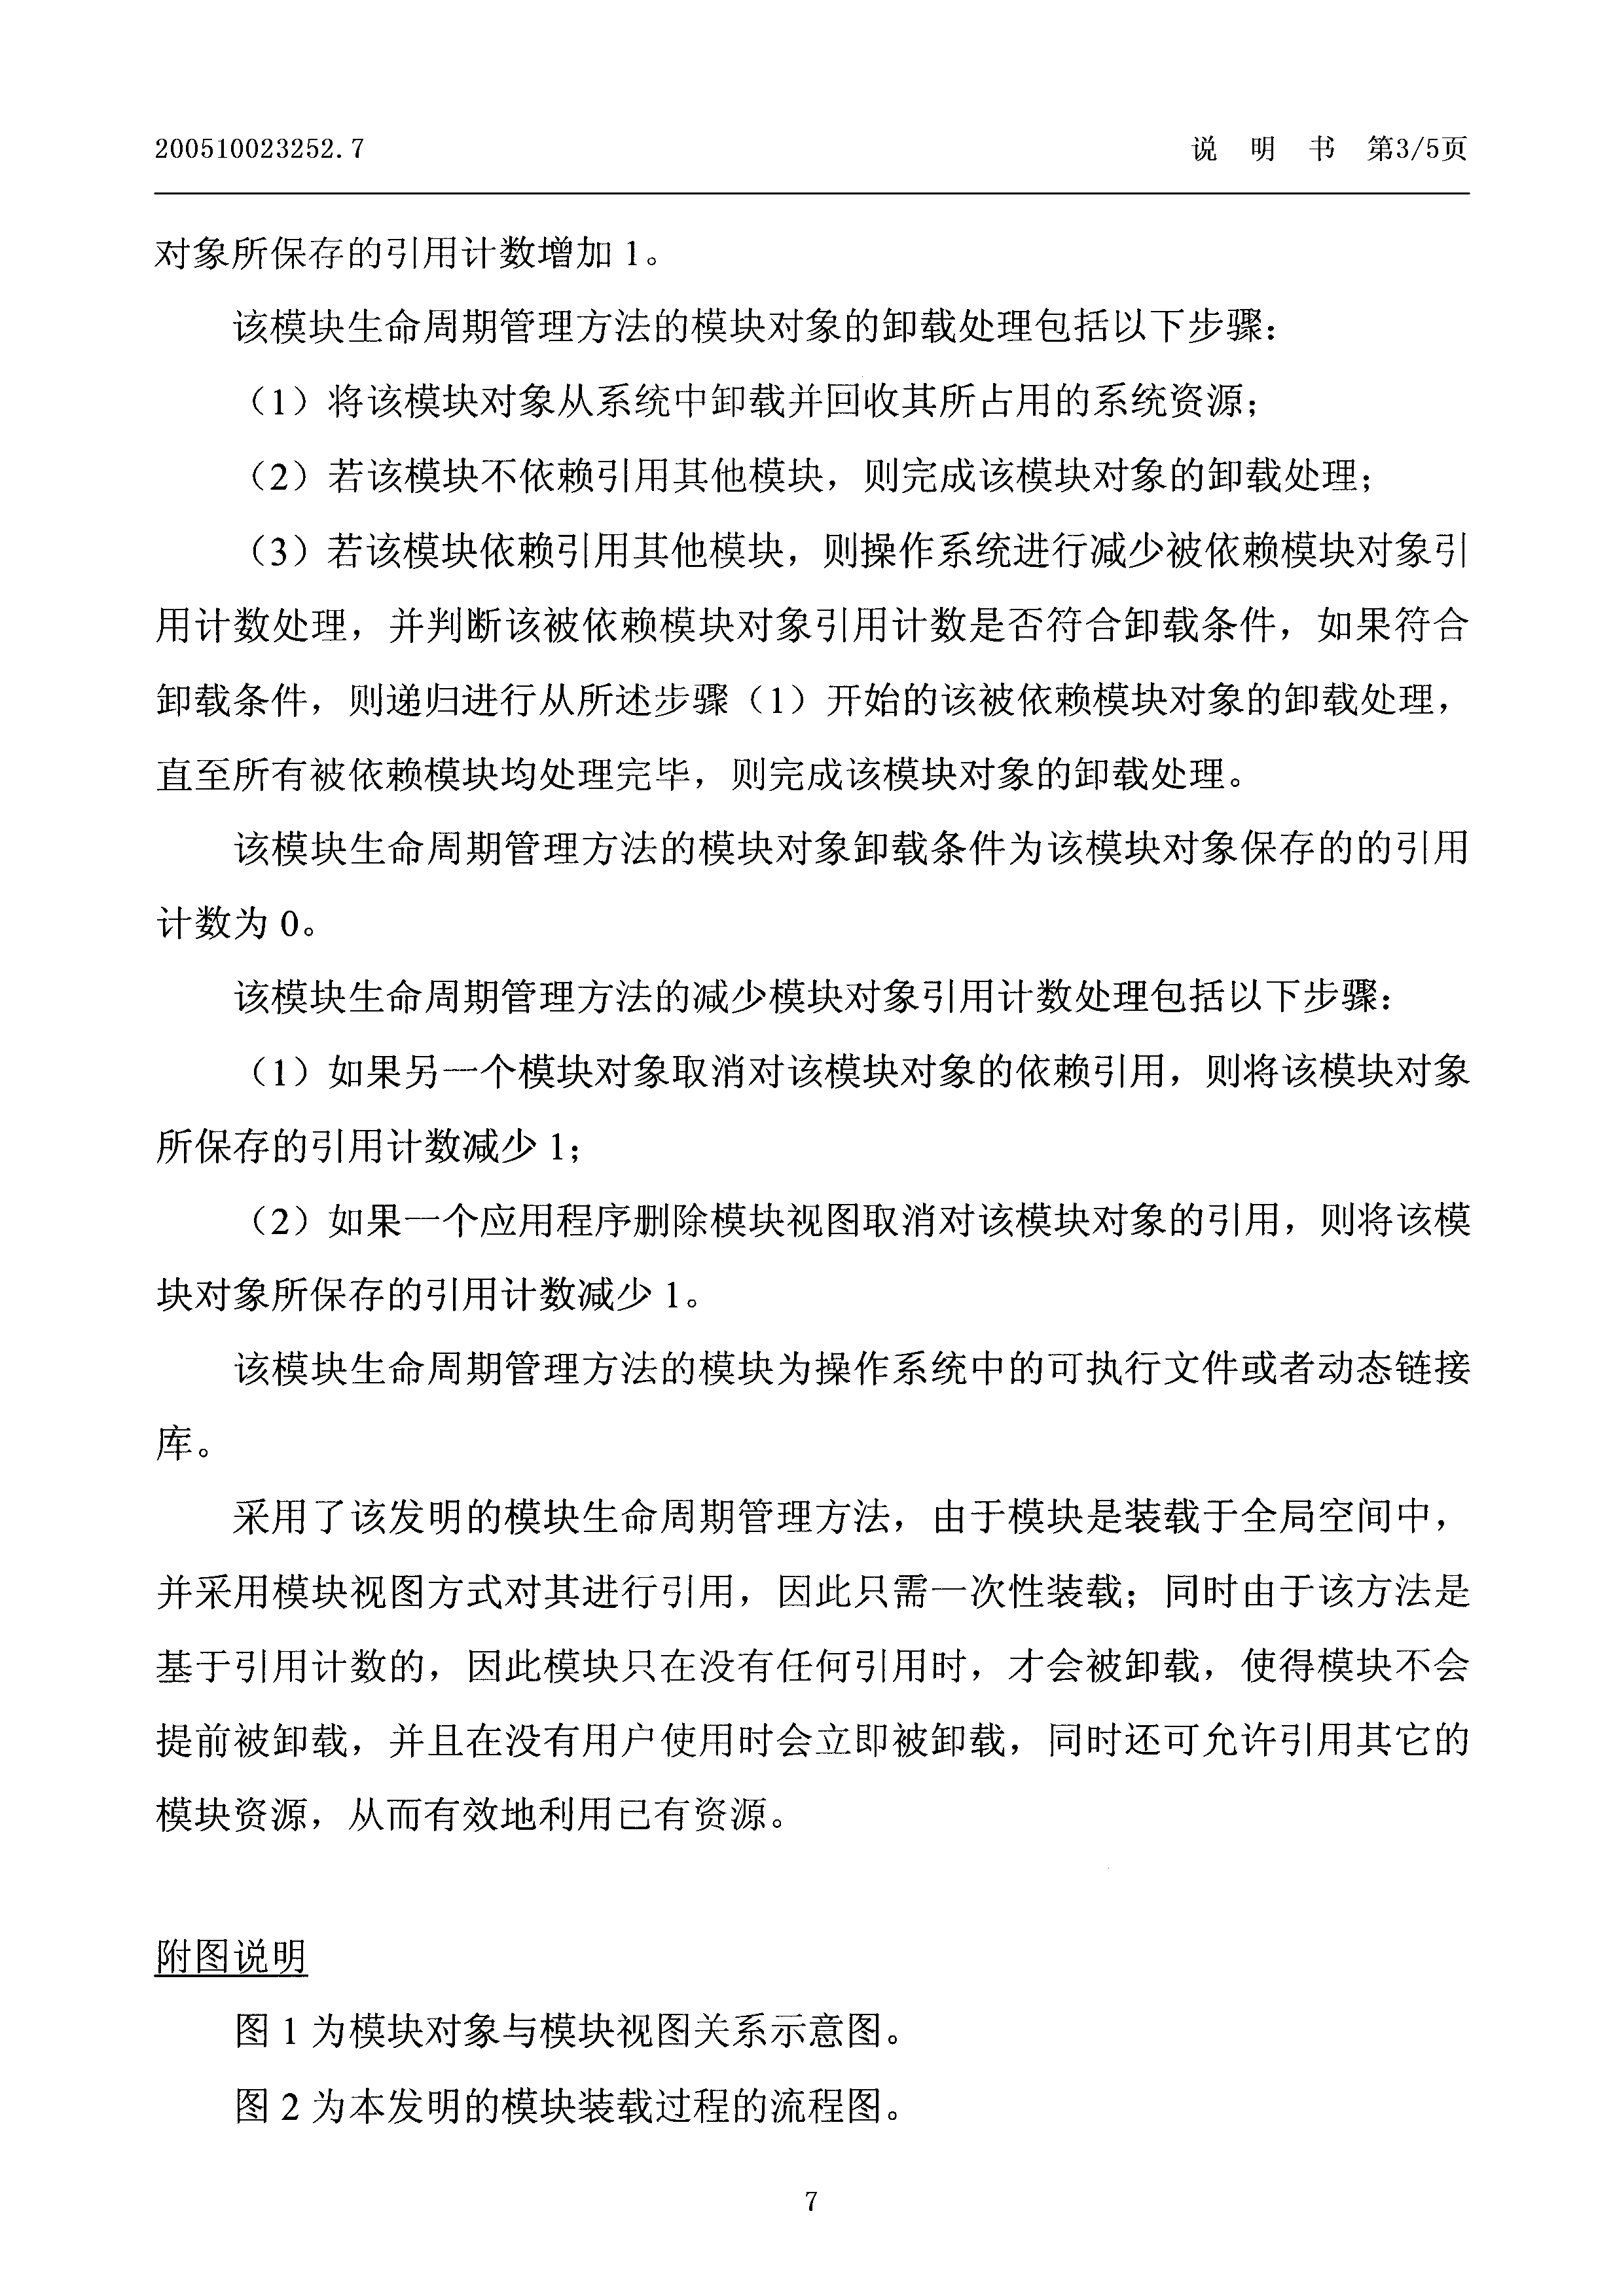 200510023252.7 说 明 书 第3/5页
对象所保存的引用计数增加 1。
该模块生命周期管理方法的模块对象的卸载处理包括以下步骤：
（1）将该模块对象从系统中卸载并回收其所占用的系统资源；
（2）若该模块不依赖引用其他模块，则完成该模块对象的卸载处理；
（3）若该模块依赖引用其他模块，则操作系统进行减少被依赖模块对象引
用计数处理，并判断该被依赖模块对象引用计数是否符合卸载条件，如果符合
卸载条件，则递归进行从所述步骤（1）开始的该被依赖模块对象的卸载处理，
直至所有被依赖模块均处理完毕，则完成该模块对象的卸载处理。
该模块生命周期管理方法的模块对象卸载条件为该模块对象保存的的引用
计数为 0。
该模块生命周期管理方法的减少模块对象引用计数处理包括以下步骤：
（1）如果另一个模块对象取消对该模块对象的依赖引用，则将该模块对象
所保存的引用计数减少 1；
（2）如果一个应用程序删除模块视图取消对该模块对象的引用，则将该模
块对象所保存的引用计数减少 1。
该模块生命周期管理方法的模块为操作系统中的可执行文件或者动态链接
库。
采用了该发明的模块生命周期管理方法，由于模块是装载于全局空间中，
并采用模块视图方式对其进行引用，因此只需一次性装载；同时由于该方法是
基于引用计数的，因此模块只在没有任何引用时，才会被卸载，使得模块不会
提前被卸载，并且在没有用户使用时会立即被卸载，同时还可允许引用其它的
模块资源，从而有效地利用已有资源。
附图说明
图 1 为模块对象与模块视图关系示意图。
图 2 为本发明的模块装载过程的流程图。
7